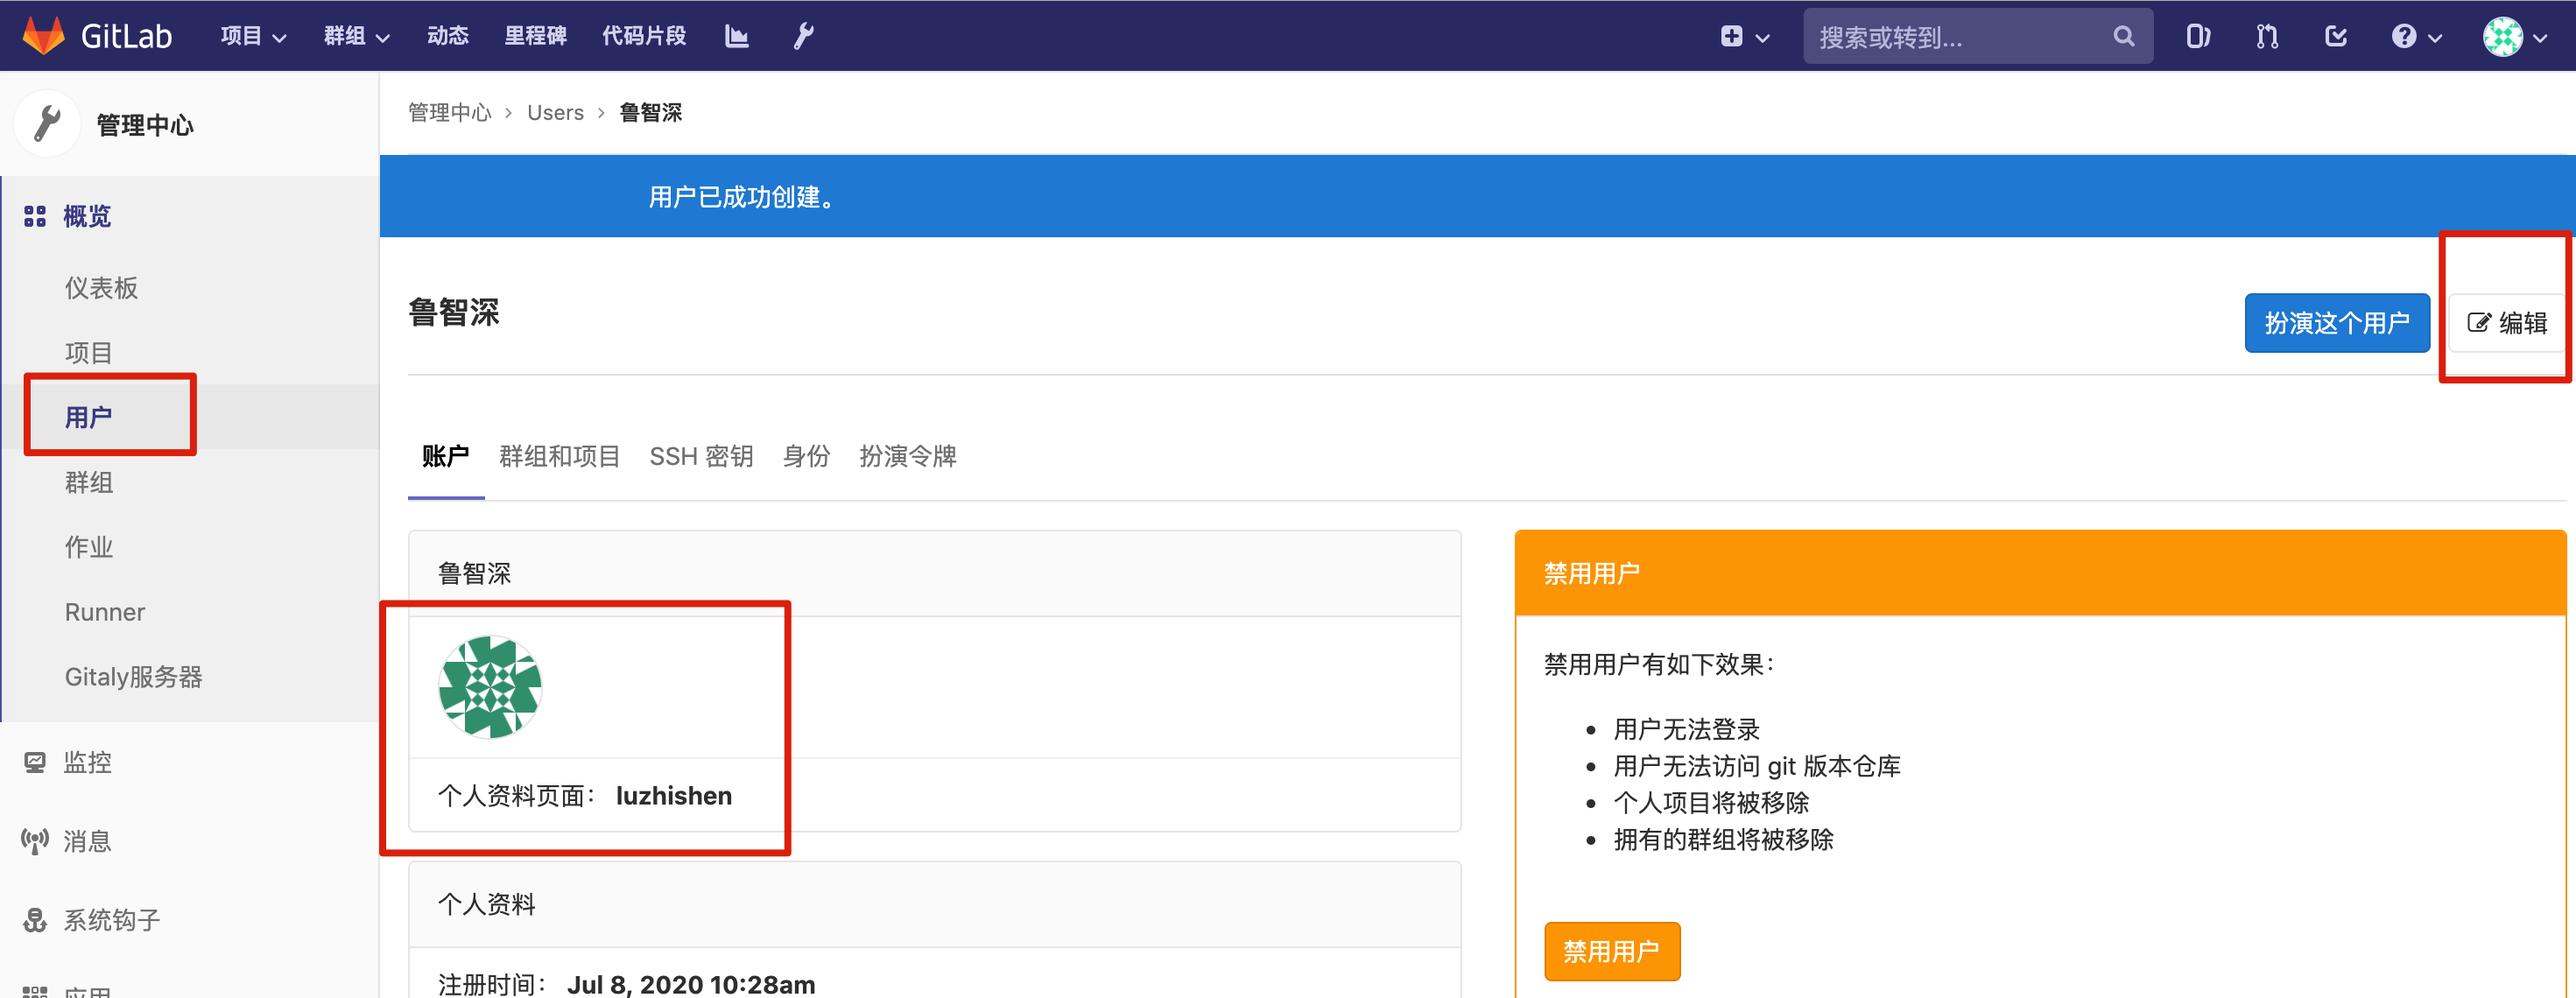 GitLab 项目 群组 动态 里程碑 代码片段 搜索或转到...
管理中心
管理中心 › Users › 鲁智深
用户已成功创建。
概览
仪表板
项目
用户
群组
作业
Runner
Gitaly服务器
监控
消息
系统钩子
应用
鲁智深
扮演这个用户
编辑
账户 群组和项目 SSH 密钥 身份 扮演令牌
鲁智深
个人资料页面： luzhishen
个人资料
注册时间： Jul 8, 2020 10:28am
禁用用户
禁用用户有如下效果：
• 用户无法登录
• 用户无法访问 git 版本仓库
• 个人项目将被移除
• 拥有的群组将被移除
禁用用户